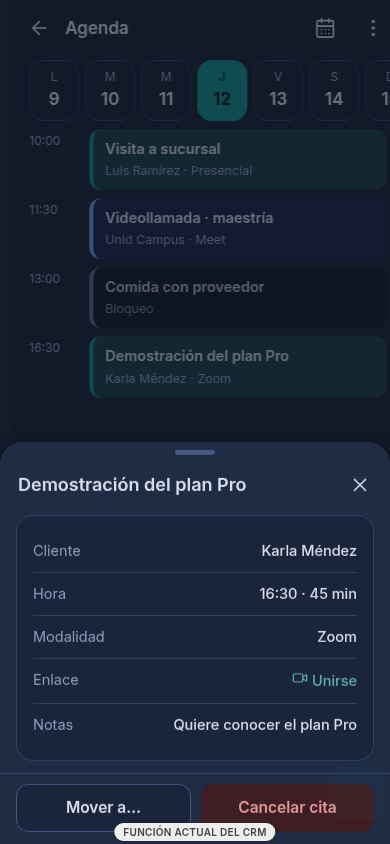 Agenda
L M M J V S D
9 10 11 12 13 14
10:00
Visita a sucursal
Luis Ramírez · Presencial
11:30
Videollamada · maestría
Unid Campus · Meet
13:00
Comida con proveedor
Bloqueo
16:30
Demostración del plan Pro
Karla Méndez · Zoom
Demostración del plan Pro
Cliente Karla Méndez
Hora 16:30 · 45 min
Modalidad Zoom
Enlace Unirse
Notas Quiere conocer el plan Pro
Mover a… Cancelar cita
FUNCIÓN ACTUAL DEL CRM